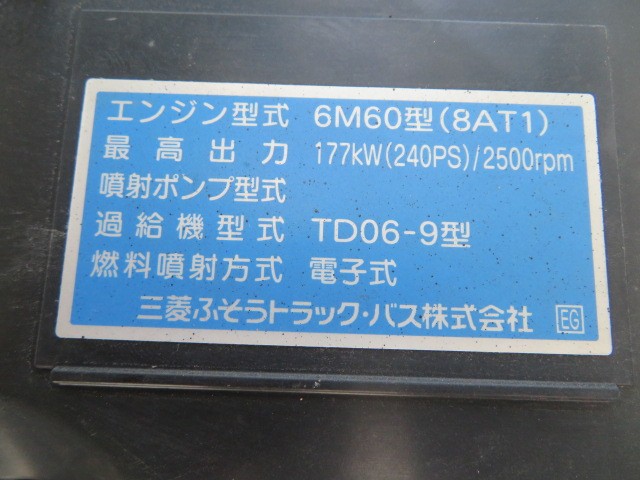 エンジン型式 6M60型(8AT1)
最高出力 177kW(240PS)/2500rpm
噴射ポンプ型式
過給機型式 TD06-9型
燃料噴射方式 電子式
三菱ふそうトラック・バス株式会社 EG